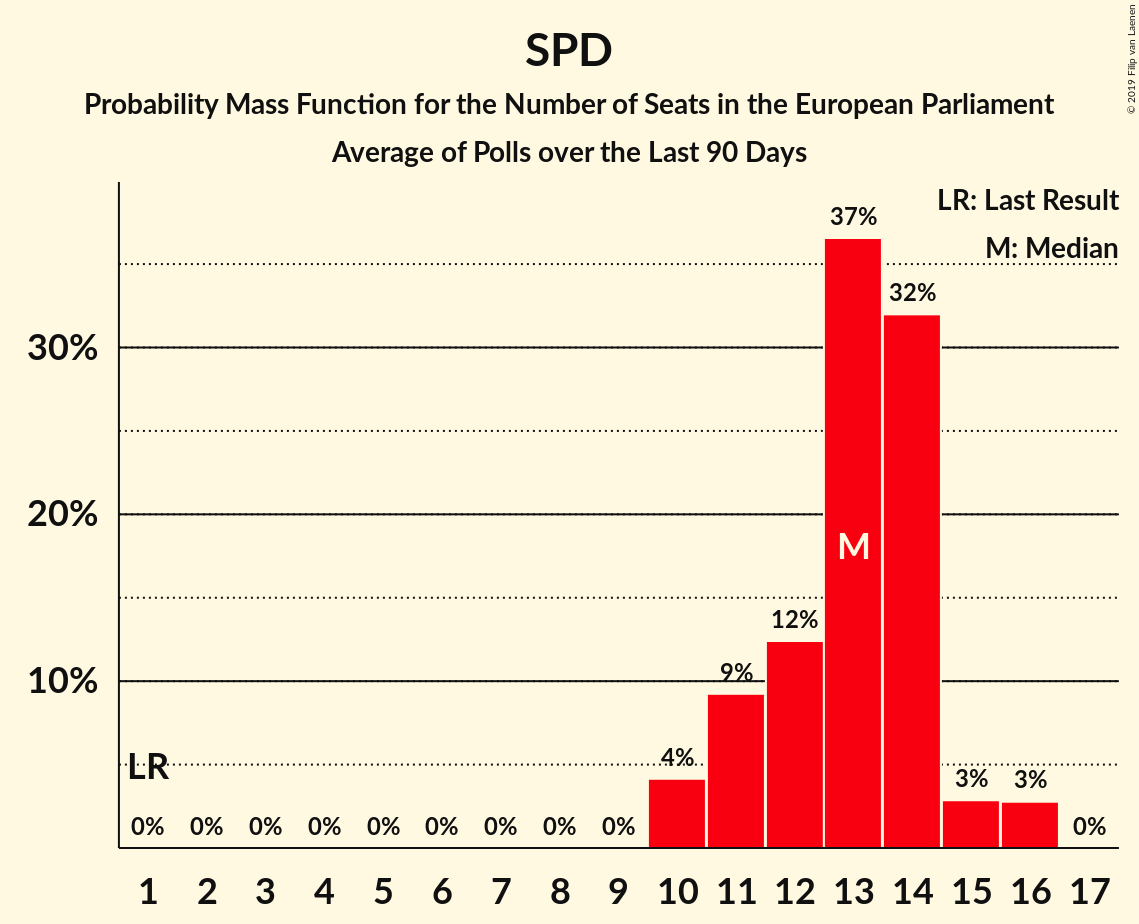 SPD
Probability Mass Function for the Number of Seats in the European Parliament
Average of Polls over the Last 90 Days
© 2019 Filip van Laenen
LR: Last Result
M: Median
37%
32%
30%
20%
M
12%
10%
9%
LR
4%
3% 3%
0% 0% 0% 0% 0% 0% 0% 0% 0% 0%
1 2 3 4 5 6 7 8 9 10 11 12 13 14 15 16 17